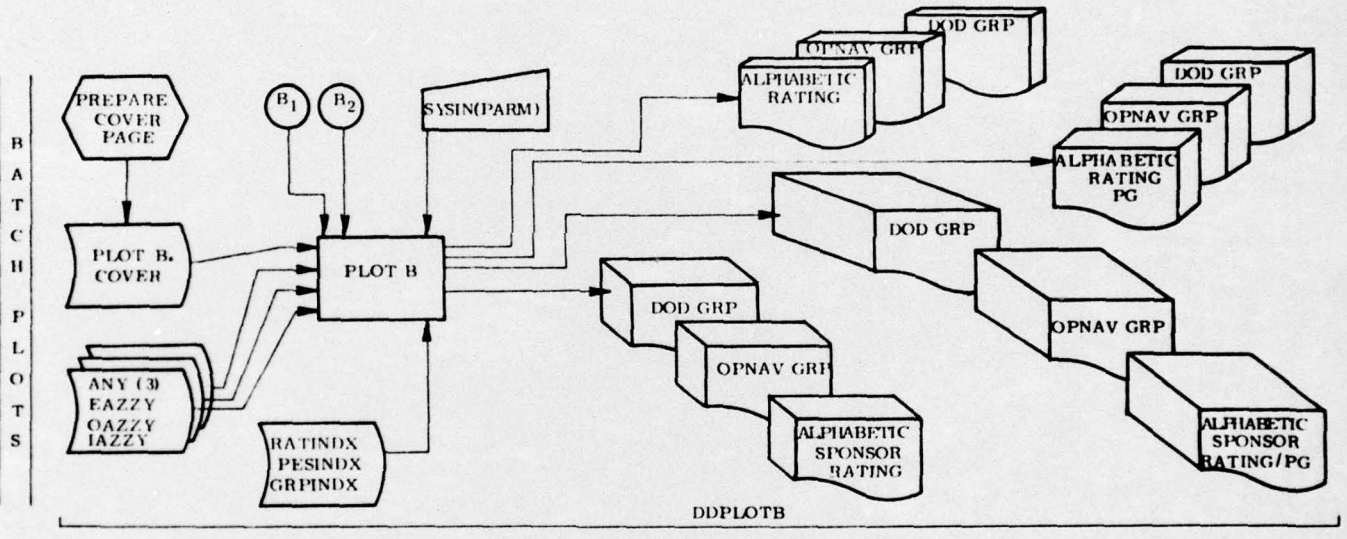 BATCH PLOTS
PREPARE
COVER
PAGE
B1
B2
SYSIN(PARM)
PLOT B.
COVER
PLOT B
ANY (3)
EAZZY
OAZZY
IAZZY
RATINDX
PESINDX
GRPINDX
DOD GRP
OPNAV GRP
ALPHABETIC
RATING
DOD GRP
OPNAV GRP
ALPHABETIC
RATING
PG
DOD GRP
OPNAV GRP
ALPHABETIC
SPONSOR
RATING/PG
DOD GRP
OPNAV GRP
ALPHABETIC
SPONSOR
RATING
DDPLOTB